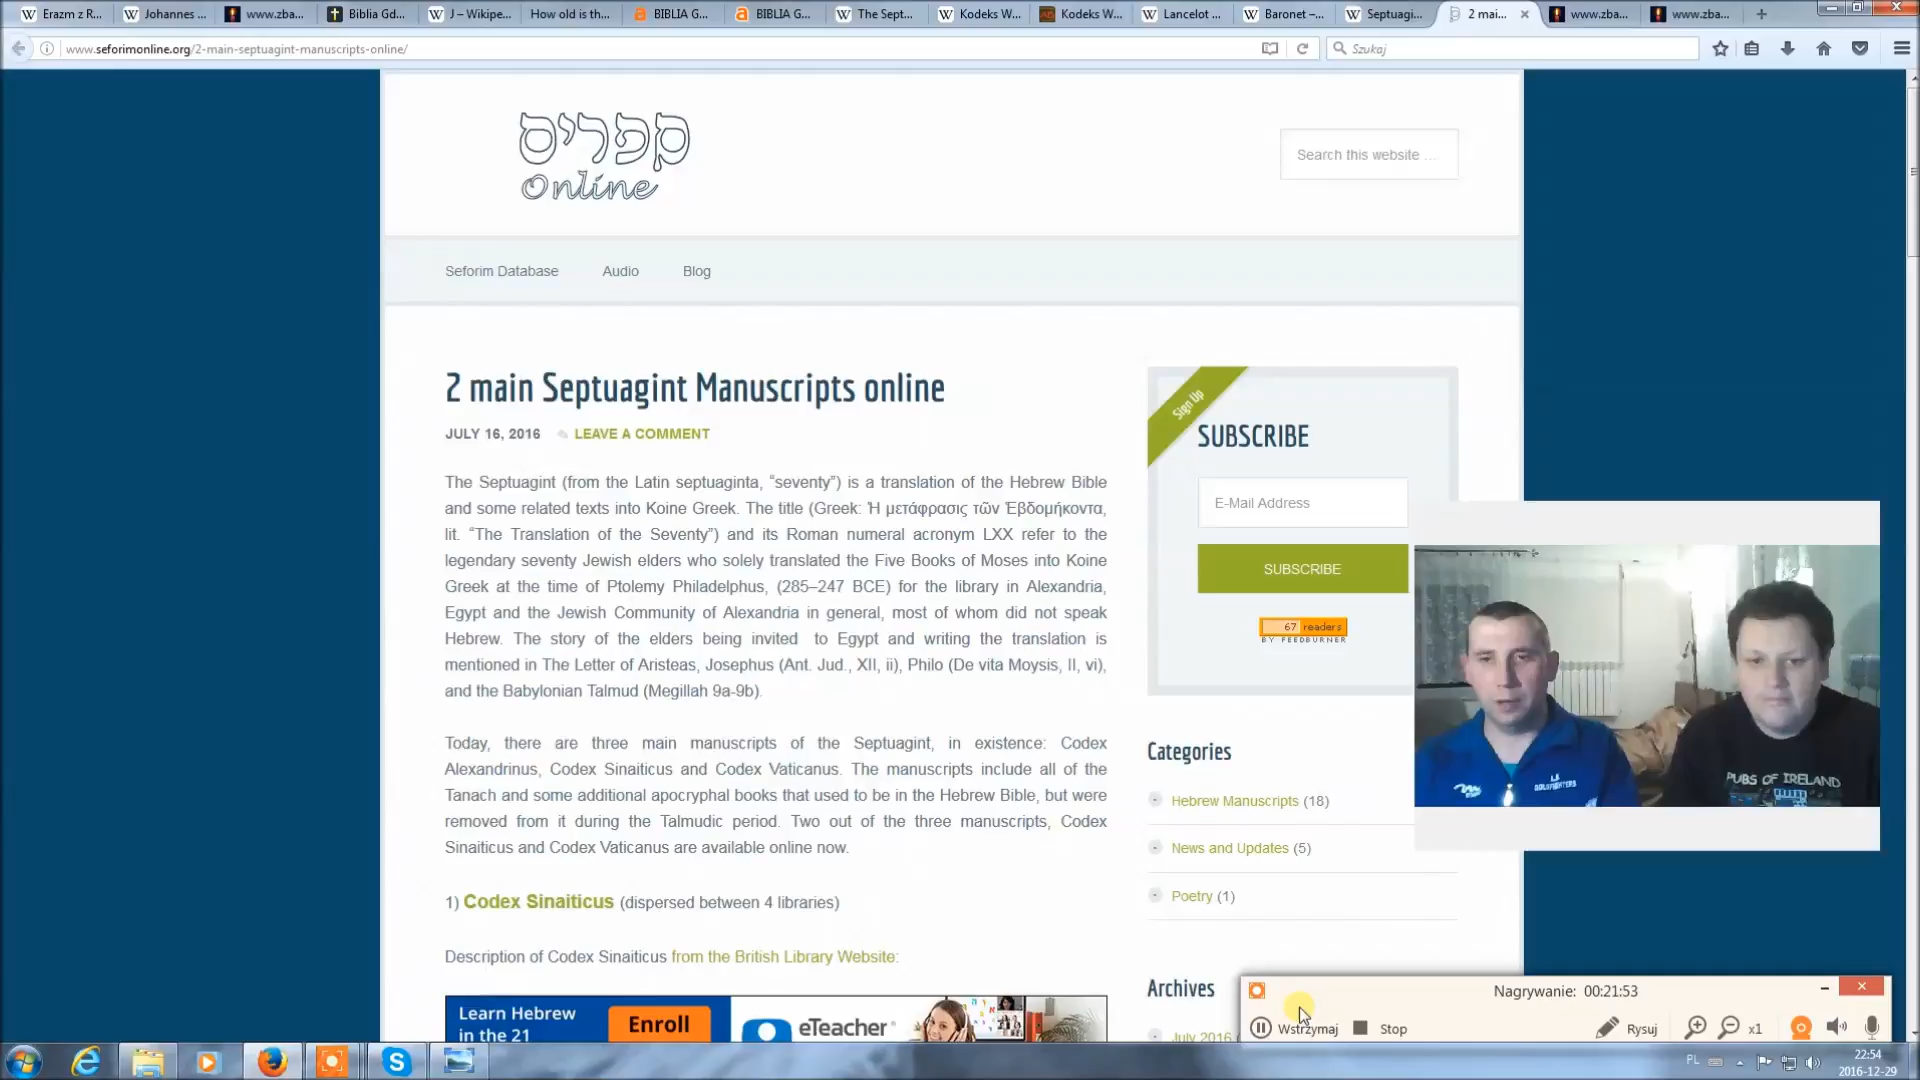 Erazm z R...
Johannes ...
www.zba...
Biblia Gd...
J – Wikipe...
How old is th...
BIBLIA G...
BIBLIA G...
The Sept...
Kodeks W...
Kodeks W...
Lancelot ...
Baronet –...
Septuagi...
2 mai...
www.zba...
www.zba...
www.seforimonline.org/2-main-septuagint-manuscripts-online/
Szukaj
ספרים
Online
Search this website …
Seforim Database
Audio
Blog
2 main Septuagint Manuscripts online
JULY 16, 2016
LEAVE A COMMENT
The Septuagint (from the Latin septuaginta, “seventy”) is a translation of the Hebrew Bible
and some related texts into Koine Greek. The title (Greek: Ἡ μετάφρασις τῶν Ἑβδομήκοντα,
lit. “The Translation of the Seventy”) and its Roman numeral acronym LXX refer to the
legendary seventy Jewish elders who solely translated the Five Books of Moses into Koine
Greek at the time of Ptolemy Philadelphus, (285–247 BCE) for the library in Alexandria,
Egypt and the Jewish Community of Alexandria in general, most of whom did not speak
Hebrew. The story of the elders being invited to Egypt and writing the translation is
mentioned in The Letter of Aristeas, Josephus (Ant. Jud., XII, ii), Philo (De vita Moysis, II, vi),
and the Babylonian Talmud (Megillah 9a-9b).
Today, there are three main manuscripts of the Septuagint, in existence: Codex
Alexandrinus, Codex Sinaiticus and Codex Vaticanus. The manuscripts include all of the
Tanach and some additional apocryphal books that used to be in the Hebrew Bible, but were
removed from it during the Talmudic period. Two out of the three manuscripts, Codex
Sinaiticus and Codex Vaticanus are available online now.
1) Codex Sinaiticus (dispersed between 4 libraries)
Description of Codex Sinaiticus from the British Library Website:
Learn Hebrew
in the 21
Enroll
eTeacher
Sign Up
SUBSCRIBE
E-Mail Address
SUBSCRIBE
67 readers
BY FEEDBURNER
Categories
Hebrew Manuscripts (18)
News and Updates (5)
Poetry (1)
Archives
July 2016
PUBS OF IRELAND
Nagrywanie: 00:21:53
Wstrzymaj
Stop
Rysuj
x1
PL
22:54
2016-12-29